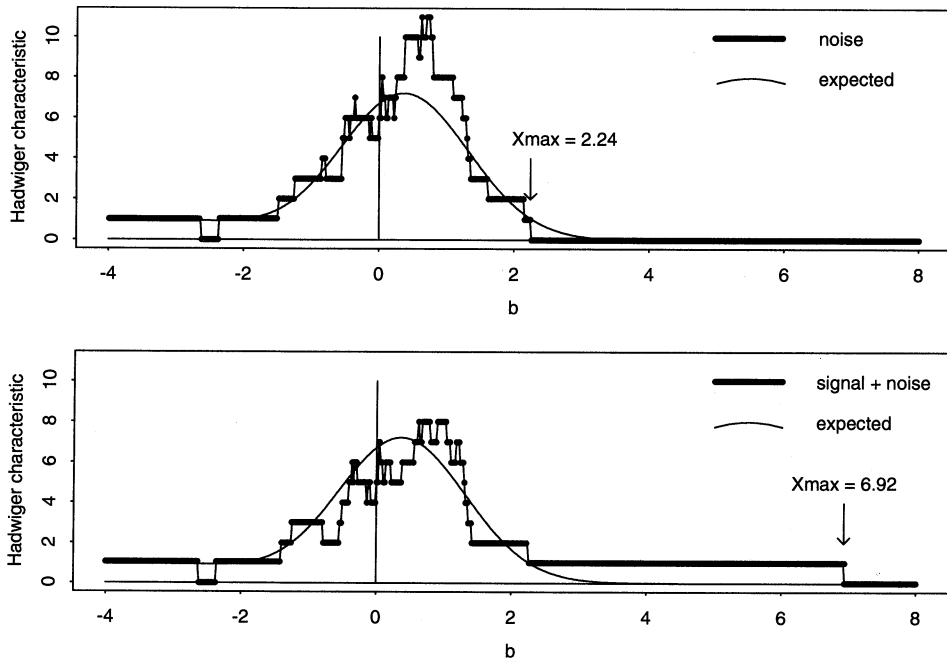 Hadwiger characteristic
10
8
6
4
2
0
noise
expected
Xmax = 2.24
-4
-2
0
2
4
6
8
b
Hadwiger characteristic
10
8
6
4
2
0
signal + noise
expected
Xmax = 6.92
-4
-2
0
2
4
6
8
b